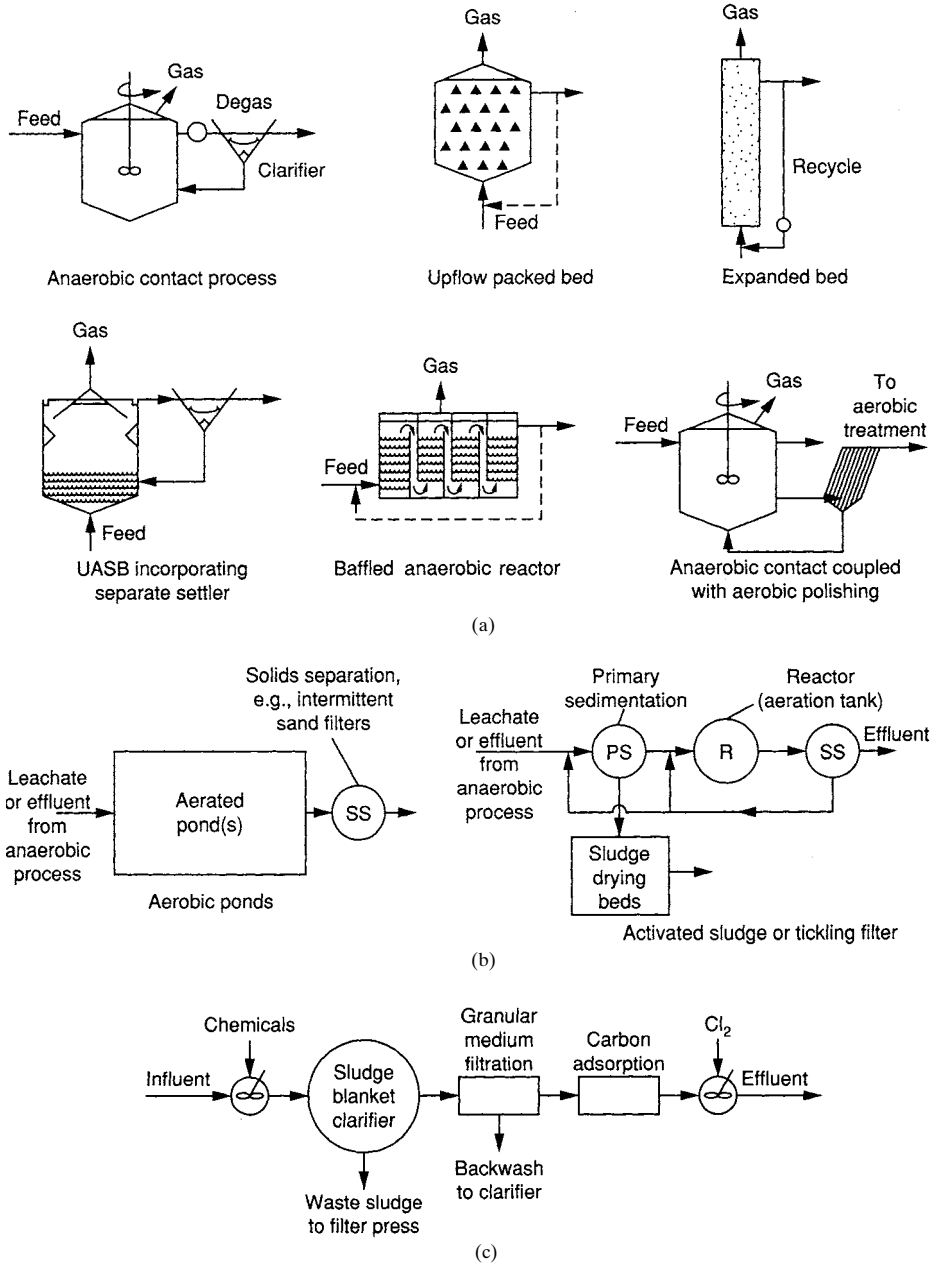 Gas
Degas
Feed
Clarifier
Anaerobic contact process
Gas
Feed
Upflow packed bed
Gas
Recycle
Expanded bed
Gas
Feed
UASB incorporating
separate settler
Gas
Feed
Baffled anaerobic reactor
Gas
Feed
To
aerobic
treatment
Anaerobic contact coupled
with aerobic polishing
(a)
Solids separation,
e.g., intermittent
sand filters
Leachate
or effluent
from
anaerobic
process
Aerated
pond(s)
SS
Aerobic ponds
Primary
sedimentation
Reactor
(aeration tank)
Leachate
or effluent
from
anaerobic
process
PS
R
SS
Effluent
Sludge
drying
beds
Activated sludge or tickling filter
(b)
Chemicals
Influent
Sludge
blanket
clarifier
Waste sludge
to filter press
Granular
medium
filtration
Backwash
to clarifier
Carbon
adsorption
Cl₂
Effluent
(c)